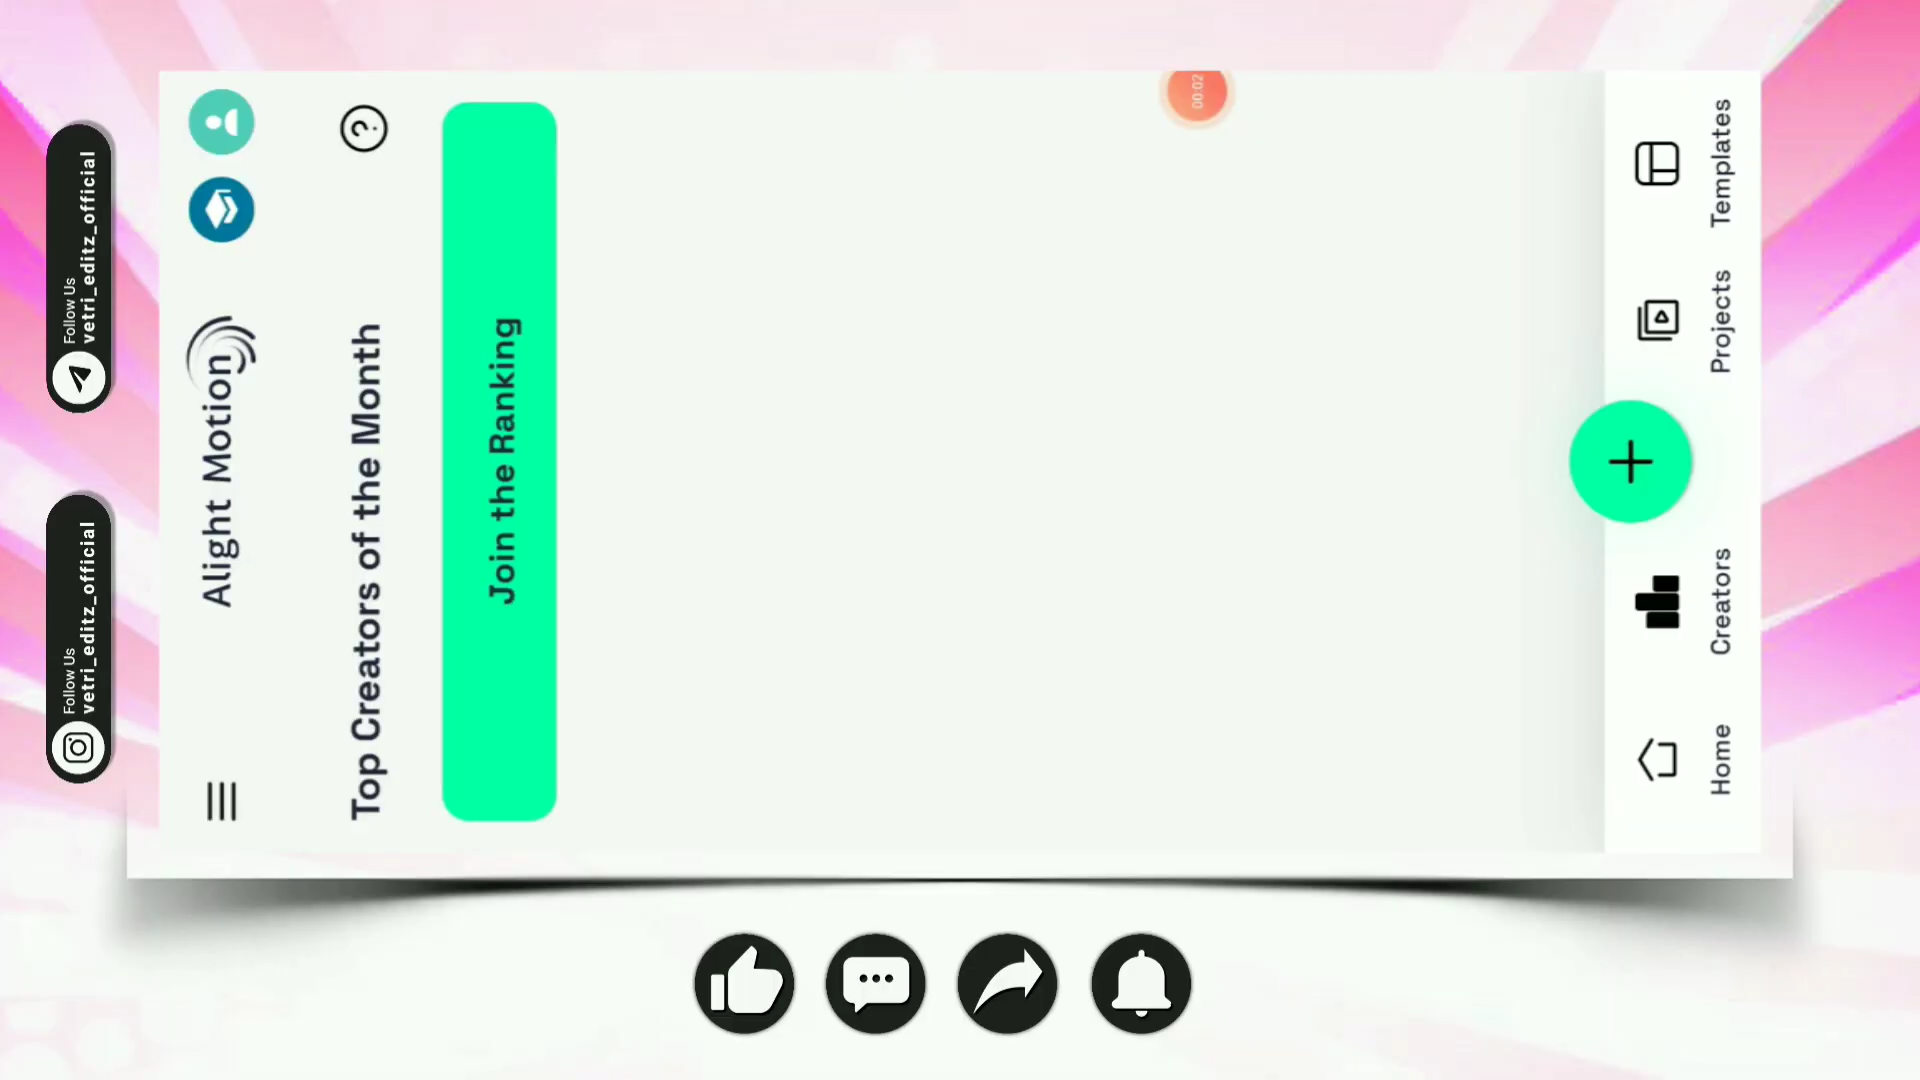 Follow Us
vetri_editz_official
Follow Us
vetri_editz_official
Alight Motion
Top Creators of the Month
Join the Ranking
00:02
Home
Creators
Projects
Templates